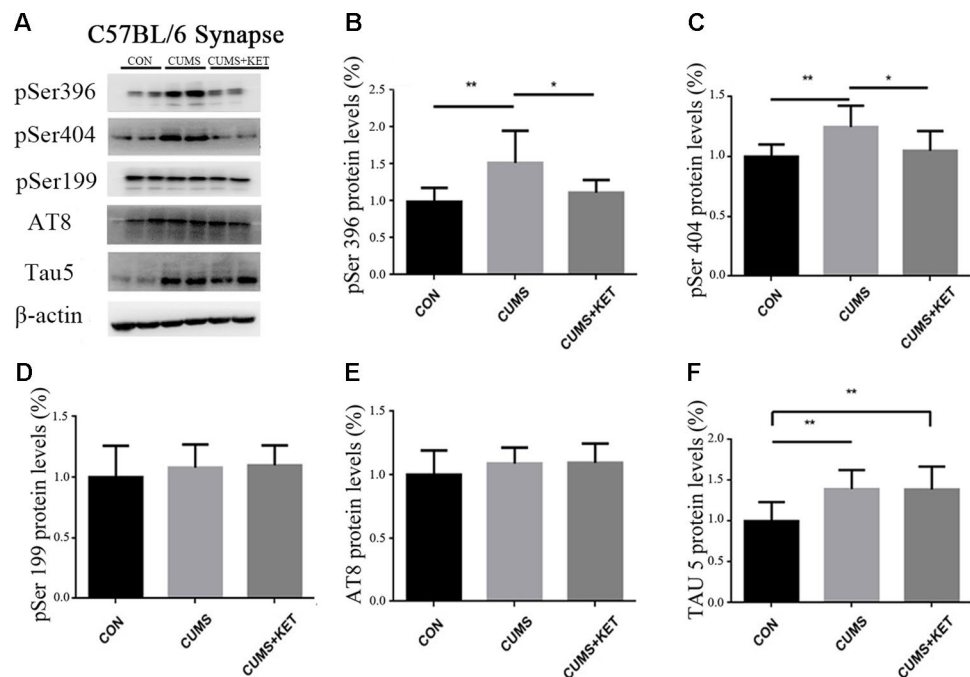 A
C57BL/6 Synapse
CON CUMS CUMS+KET
pSer396
pSer404
pSer199
AT8
Tau5
β-actin
B
pSer 396 protein levels (%)
2.5
2.0
1.5
1.0
0.5
0.0
** *
CON CUMS CUMS+KET
C
pSer 404 protein levels (%)
1.5
1.0
0.5
0.0
** *
CON CUMS CUMS+KET
D
pSer 199 protein levels (%)
1.5
1.0
0.5
0.0
CON CUMS CUMS+KET
E
AT8 protein levels (%)
1.5
1.0
0.5
0.0
CON CUMS CUMS+KET
F
TAU 5 protein levels (%)
2.0
1.5
1.0
0.5
0.0
**
**
CON CUMS CUMS+KET